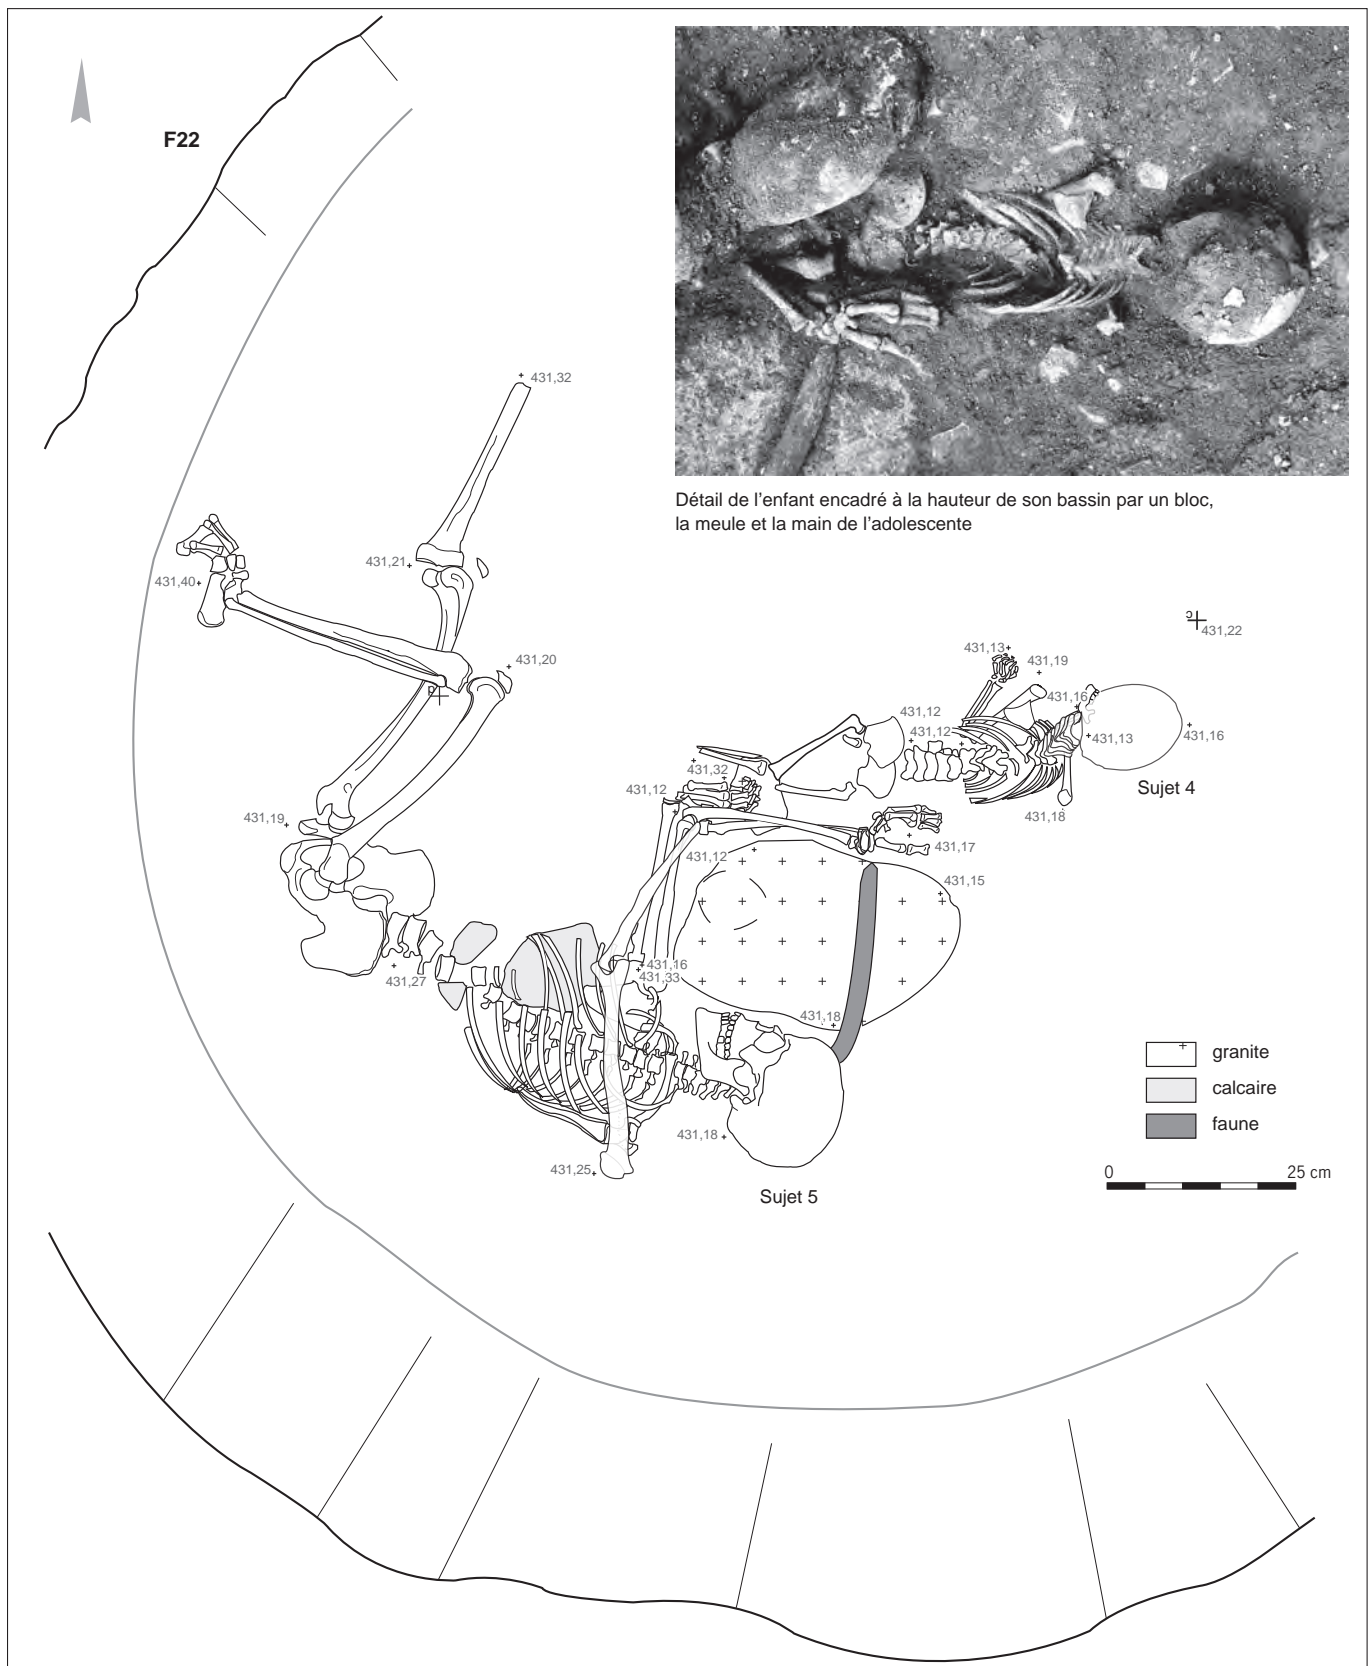 F22
Détail de l'enfant encadré à la hauteur de son bassin par un bloc,
la meule et la main de l'adolescente
431,32
431,21
431,40
431,20
431,22
431,13
431,19
431,16
431,12
431,12
431,13
431,16
431,32
431,12
Sujet 4
431,18
431,19
431,17
431,12
431,15
431,16
431,33
431,27
431,18
granite
calcaire
faune
431,18
431,25
0 25 cm
Sujet 5